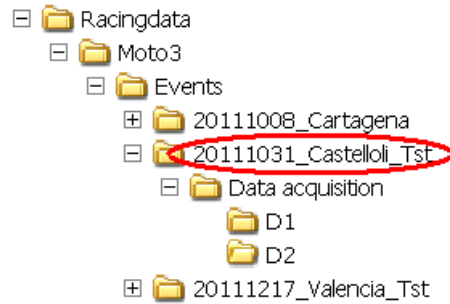 Racingdata
Moto3
Events
20111008_Cartagena
20111031_Castelloli_Tst
Data acquisition
D1
D2
20111217_Valencia_Tst